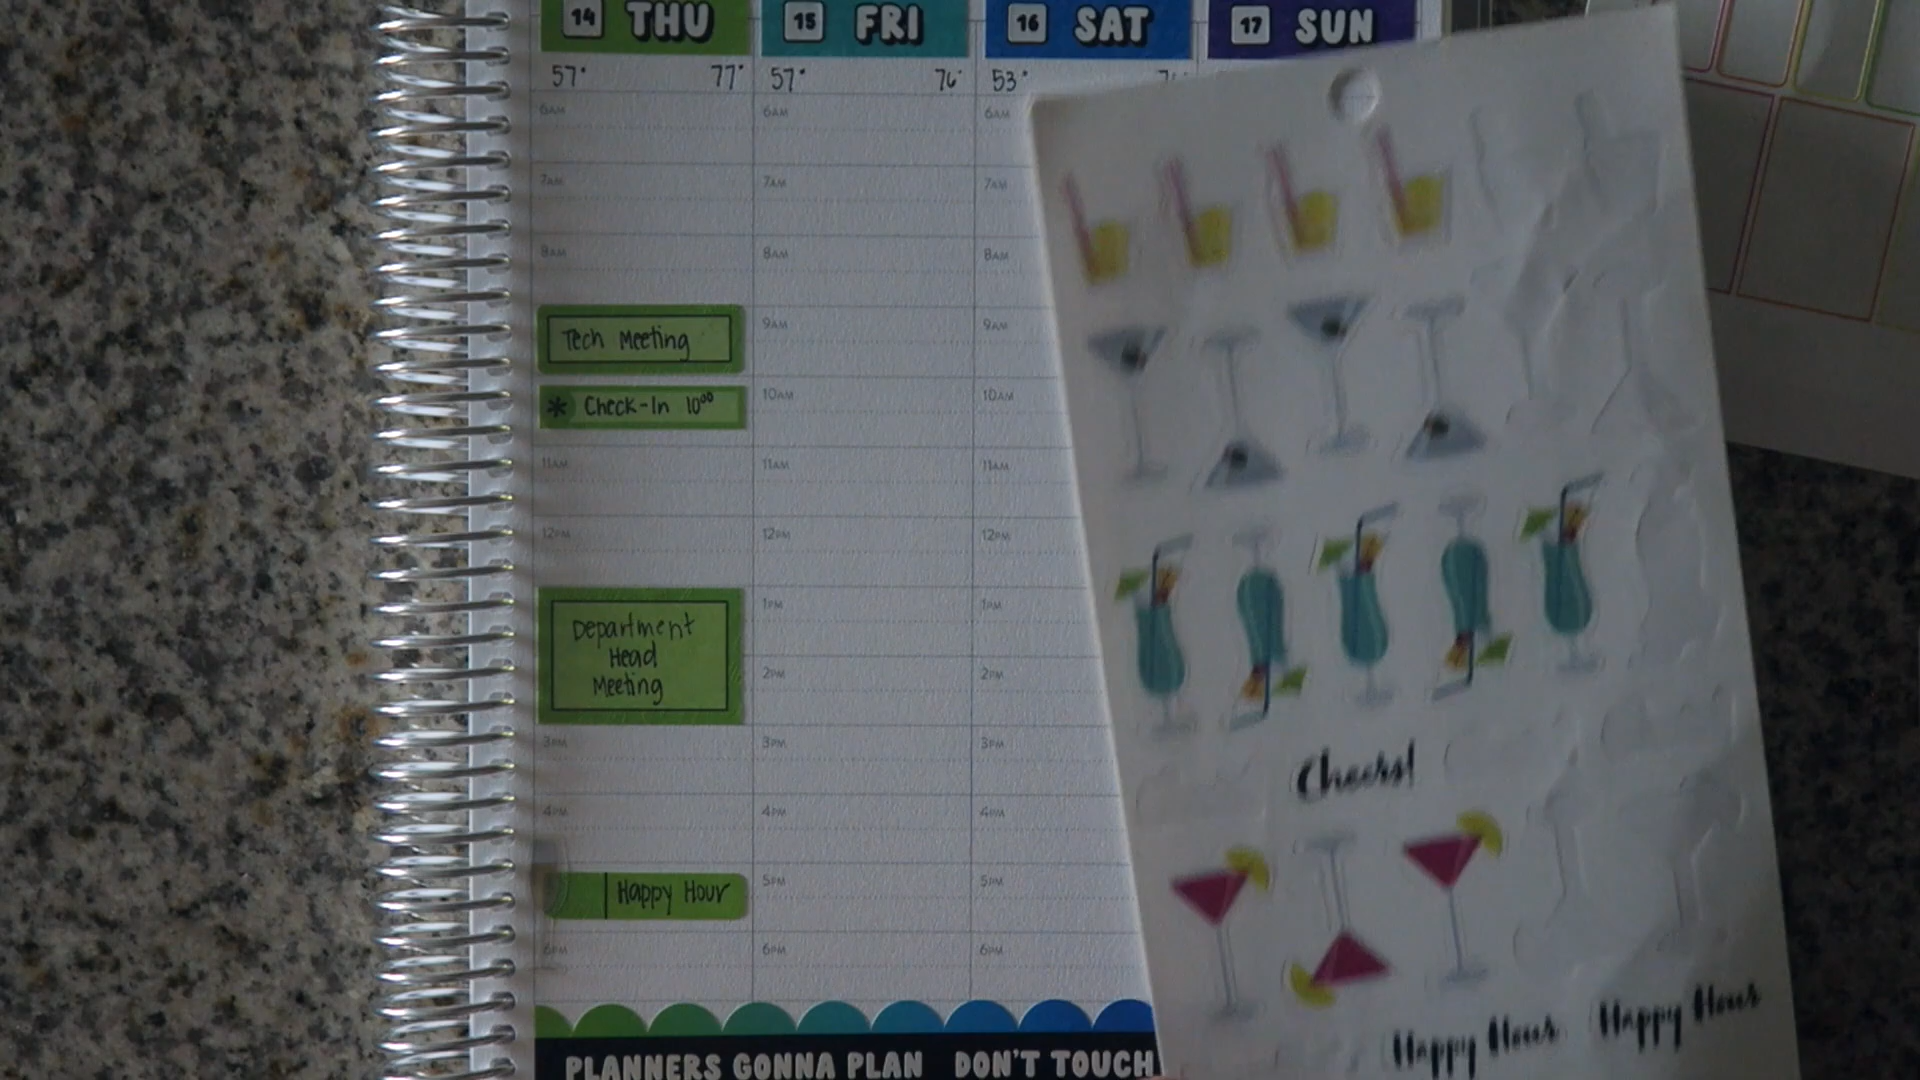 14 THU 15 FRI 16 SAT 17 SUN
57° 77° 57° 76° 53°
6AM 6AM 6AM
7AM 7AM 7AM
8AM 8AM 8AM
Tech Meeting 9AM 9AM
* Check-In 10⁰⁰ 10AM 10AM
11AM 11AM 11AM
12PM 12PM 12PM
1PM 1PM
Department
Head
Meeting
2PM 2PM
3PM 3PM 3PM
Cheers!
4PM 4PM 4PM
Happy Hour 5PM 5PM
6PM 6PM 6PM
Happy Hour Happy Hour
PLANNERS GONNA PLAN DON'T TOUCH